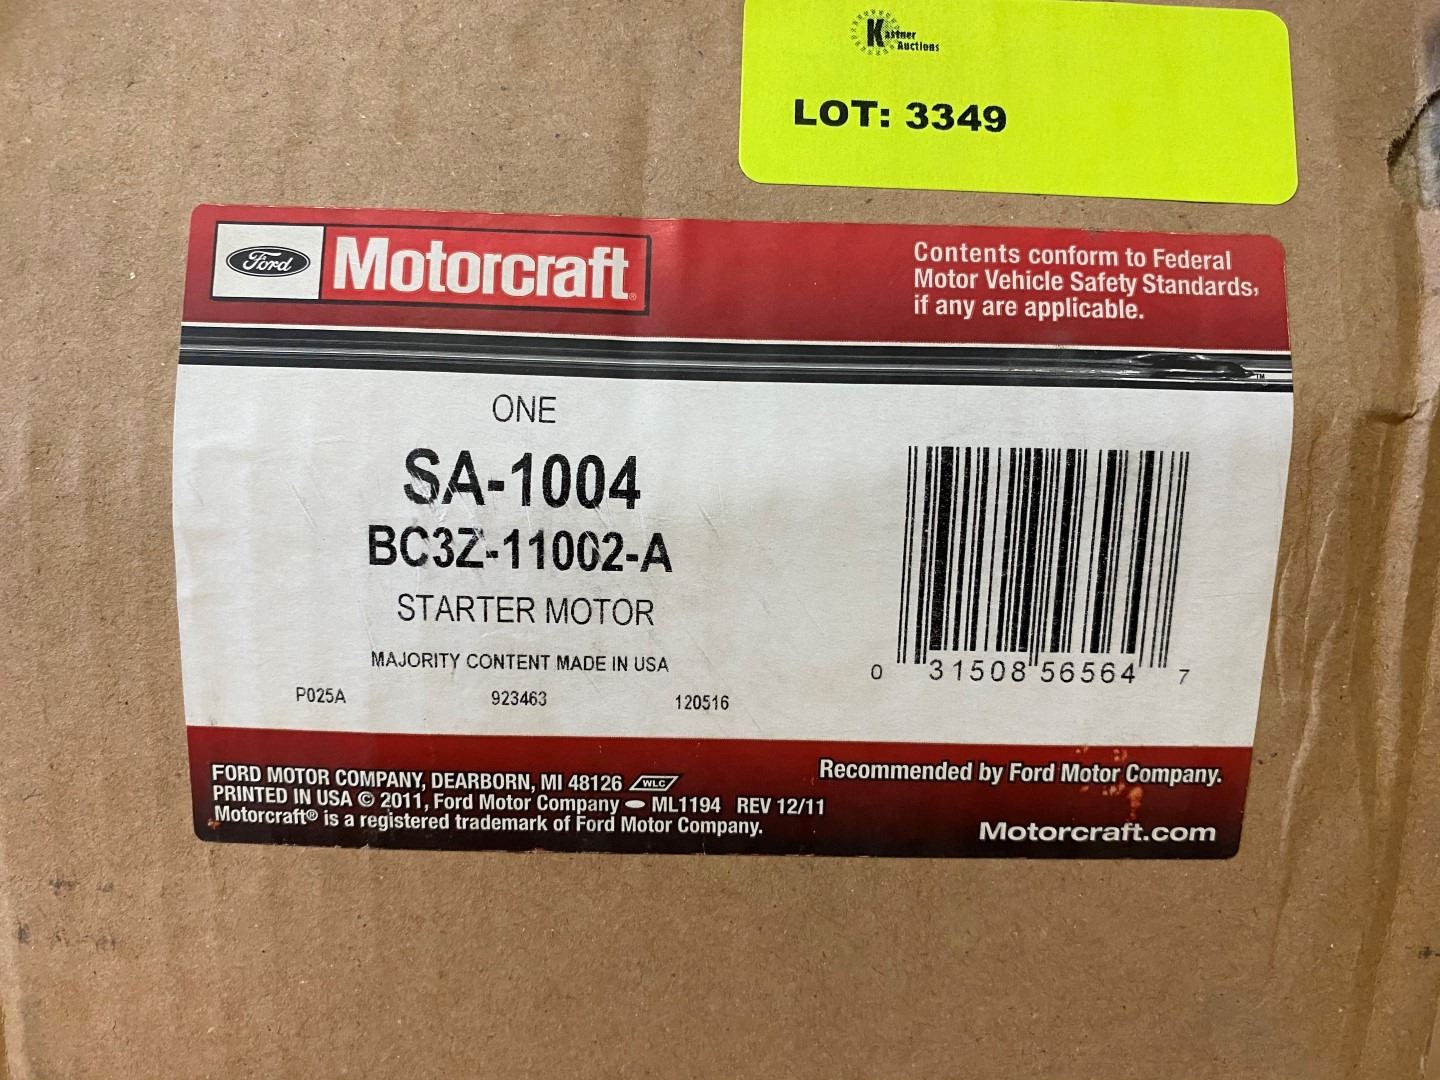 Kastner
Auctions
LOT: 3349
Ford Motorcraft®
Contents conform to Federal
Motor Vehicle Safety Standards,
if any are applicable.
TM
ONE
SA-1004
BC3Z-11002-A
STARTER MOTOR
MAJORITY CONTENT MADE IN USA
P025A 923463 120516
0 31508 56564 7
FORD MOTOR COMPANY, DEARBORN, MI 48126 WLC
PRINTED IN USA © 2011, Ford Motor Company ML1194 REV 12/11
Motorcraft® is a registered trademark of Ford Motor Company.
Recommended by Ford Motor Company.
Motorcraft.com